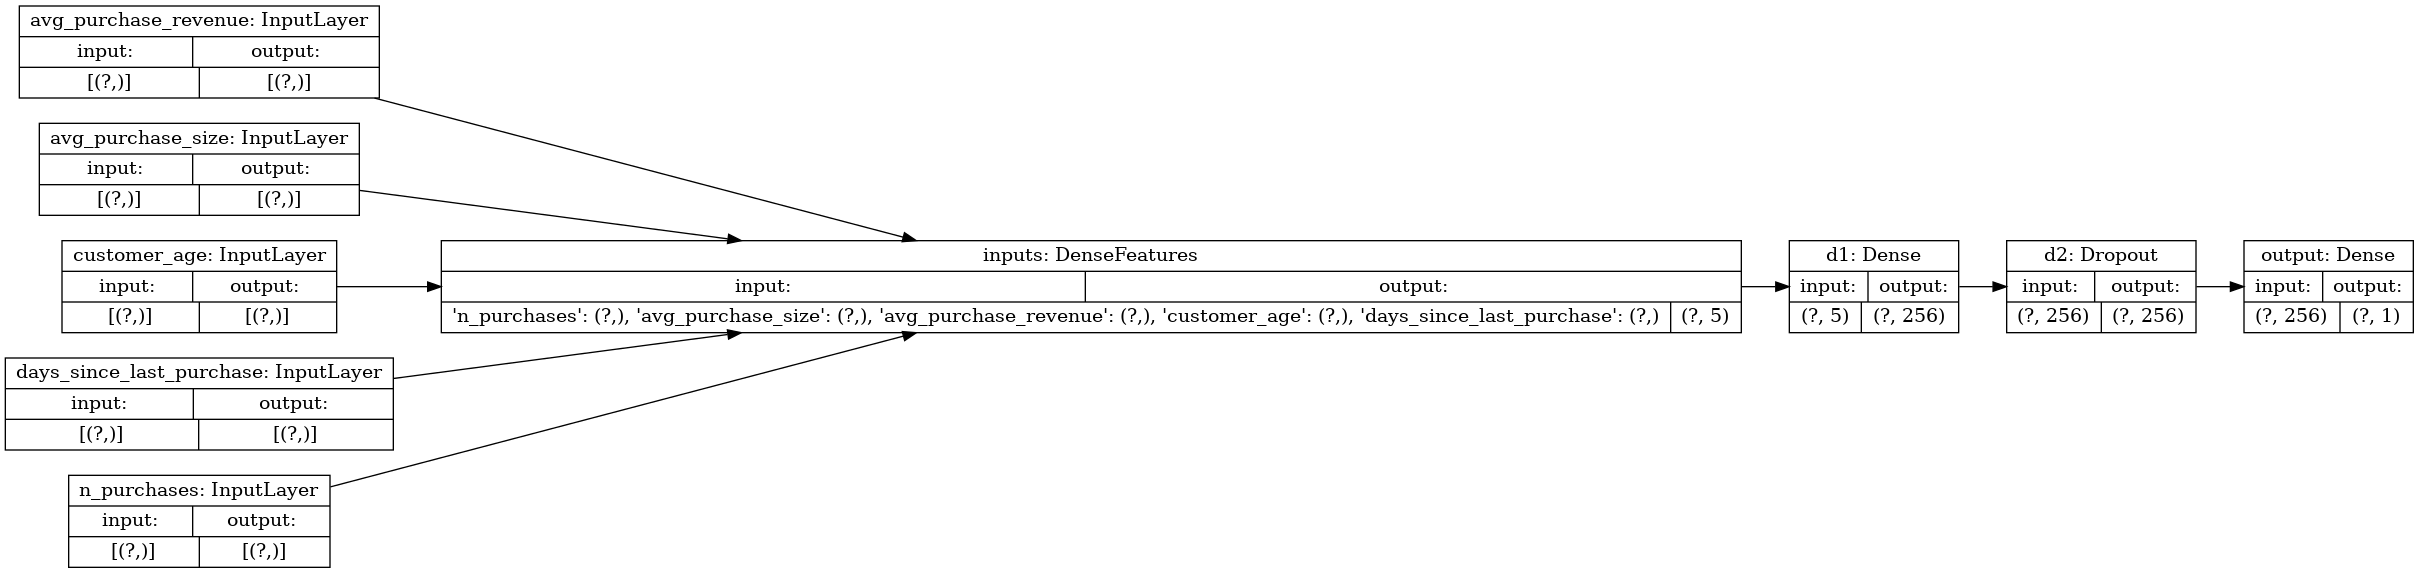 avg_purchase_revenue: InputLayer
input: output:
[(?,)] [(?,)]
avg_purchase_size: InputLayer
input: output:
[(?,)] [(?,)]
customer_age: InputLayer
input: output:
[(?,)] [(?,)]
days_since_last_purchase: InputLayer
input: output:
[(?,)] [(?,)]
n_purchases: InputLayer
input: output:
[(?,)] [(?,)]
inputs: DenseFeatures
input: output:
'n_purchases': (?,), 'avg_purchase_size': (?,), 'avg_purchase_revenue': (?,), 'customer_age': (?,), 'days_since_last_purchase': (?,) (?, 5)
d1: Dense
input: output:
(?, 5) (?, 256)
d2: Dropout
input: output:
(?, 256) (?, 256)
output: Dense
input: output:
(?, 256) (?, 1)